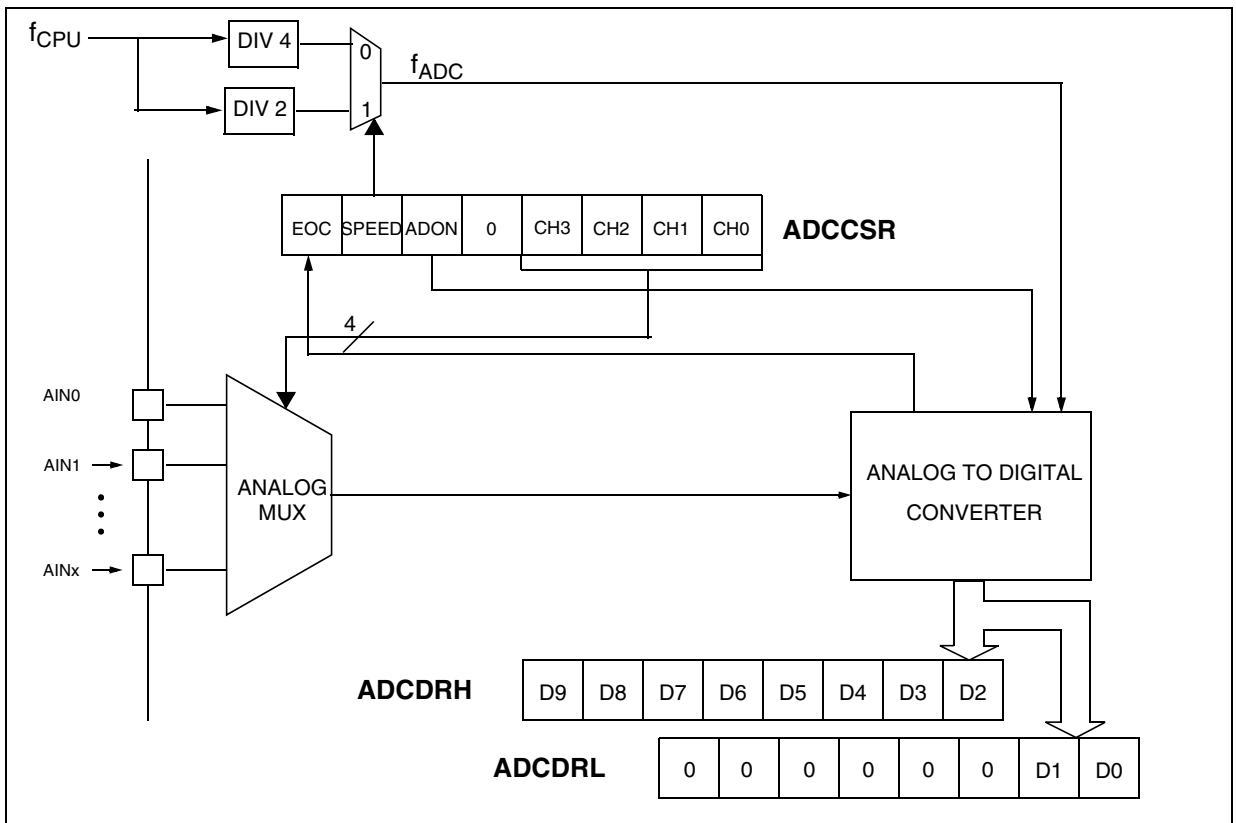 fCPU
DIV 4
0
fADC
DIV 2
1
EOC SPEED ADON 0 CH3 CH2 CH1 CH0 ADCCSR
4
AIN0
AIN1
ANALOG
MUX
AINx
ANALOG TO DIGITAL
CONVERTER
ADCDRH D9 D8 D7 D6 D5 D4 D3 D2
ADCDRL 0 0 0 0 0 0 D1 D0